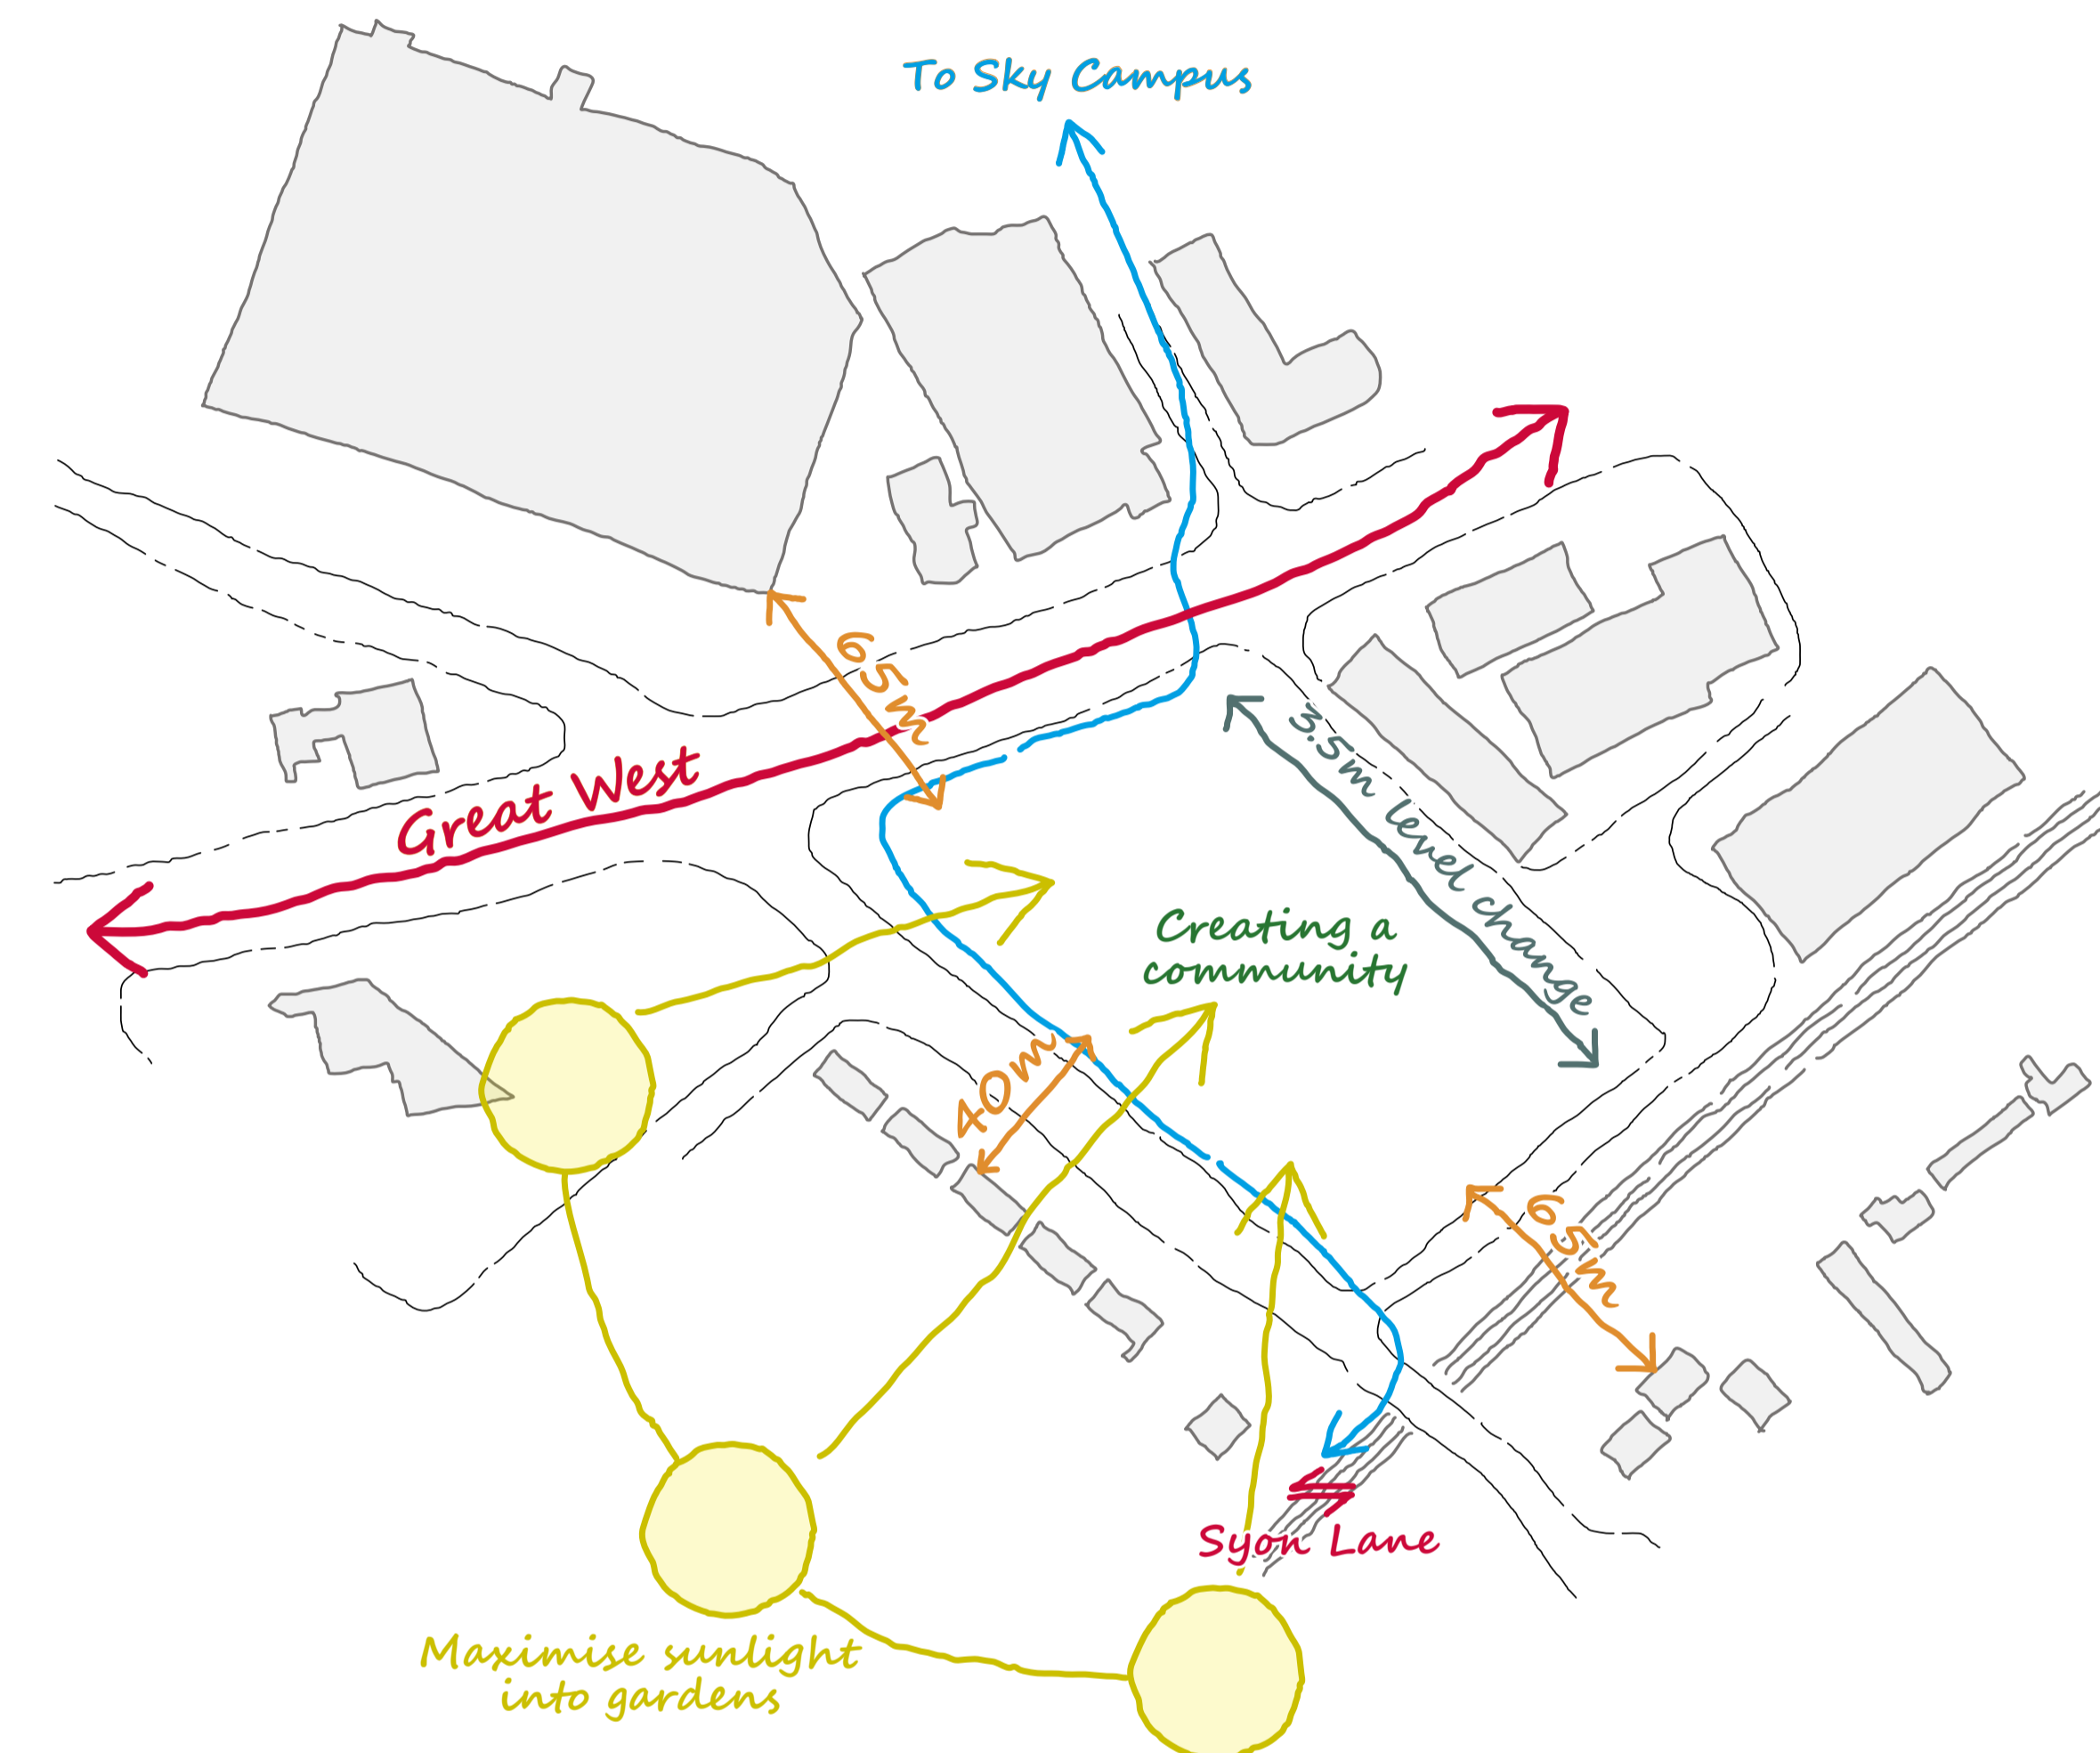 To Sky Campus
65m
Great West
3.5m level change
Creating a
community
40m
65m
Syon Lane
Maximise sunlight
into gardens